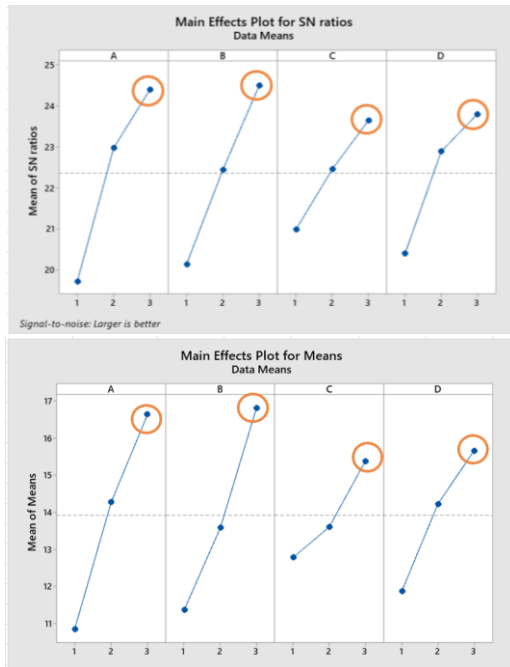 Main Effects Plot for SN ratios
Data Means
A B C D
25
24
23
22
21
20
Mean of SN ratios
1 2 3 1 2 3 1 2 3 1 2 3
Signal-to-noise: Larger is better
Main Effects Plot for Means
Data Means
A B C D
17
16
15
14
13
12
11
Mean of Means
1 2 3 1 2 3 1 2 3 1 2 3